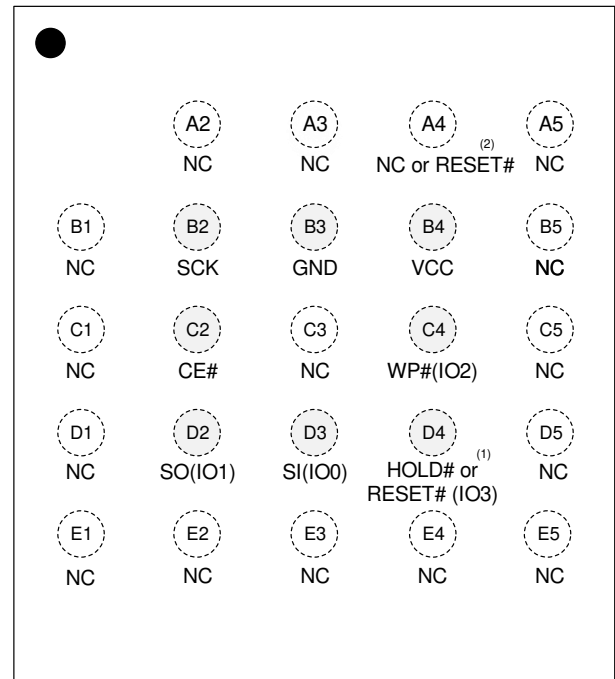 A2 A3 A4 A5
(2)
NC NC NC or RESET# NC
B1 B2 B3 B4 B5
NC SCK GND VCC NC
C1 C2 C3 C4 C5
NC CE# NC WP#(IO2) NC
D1 D2 D3 D4 D5
(1)
NC SO(IO1) SI(IO0) HOLD# or NC
RESET# (IO3)
E1 E2 E3 E4 E5
NC NC NC NC NC